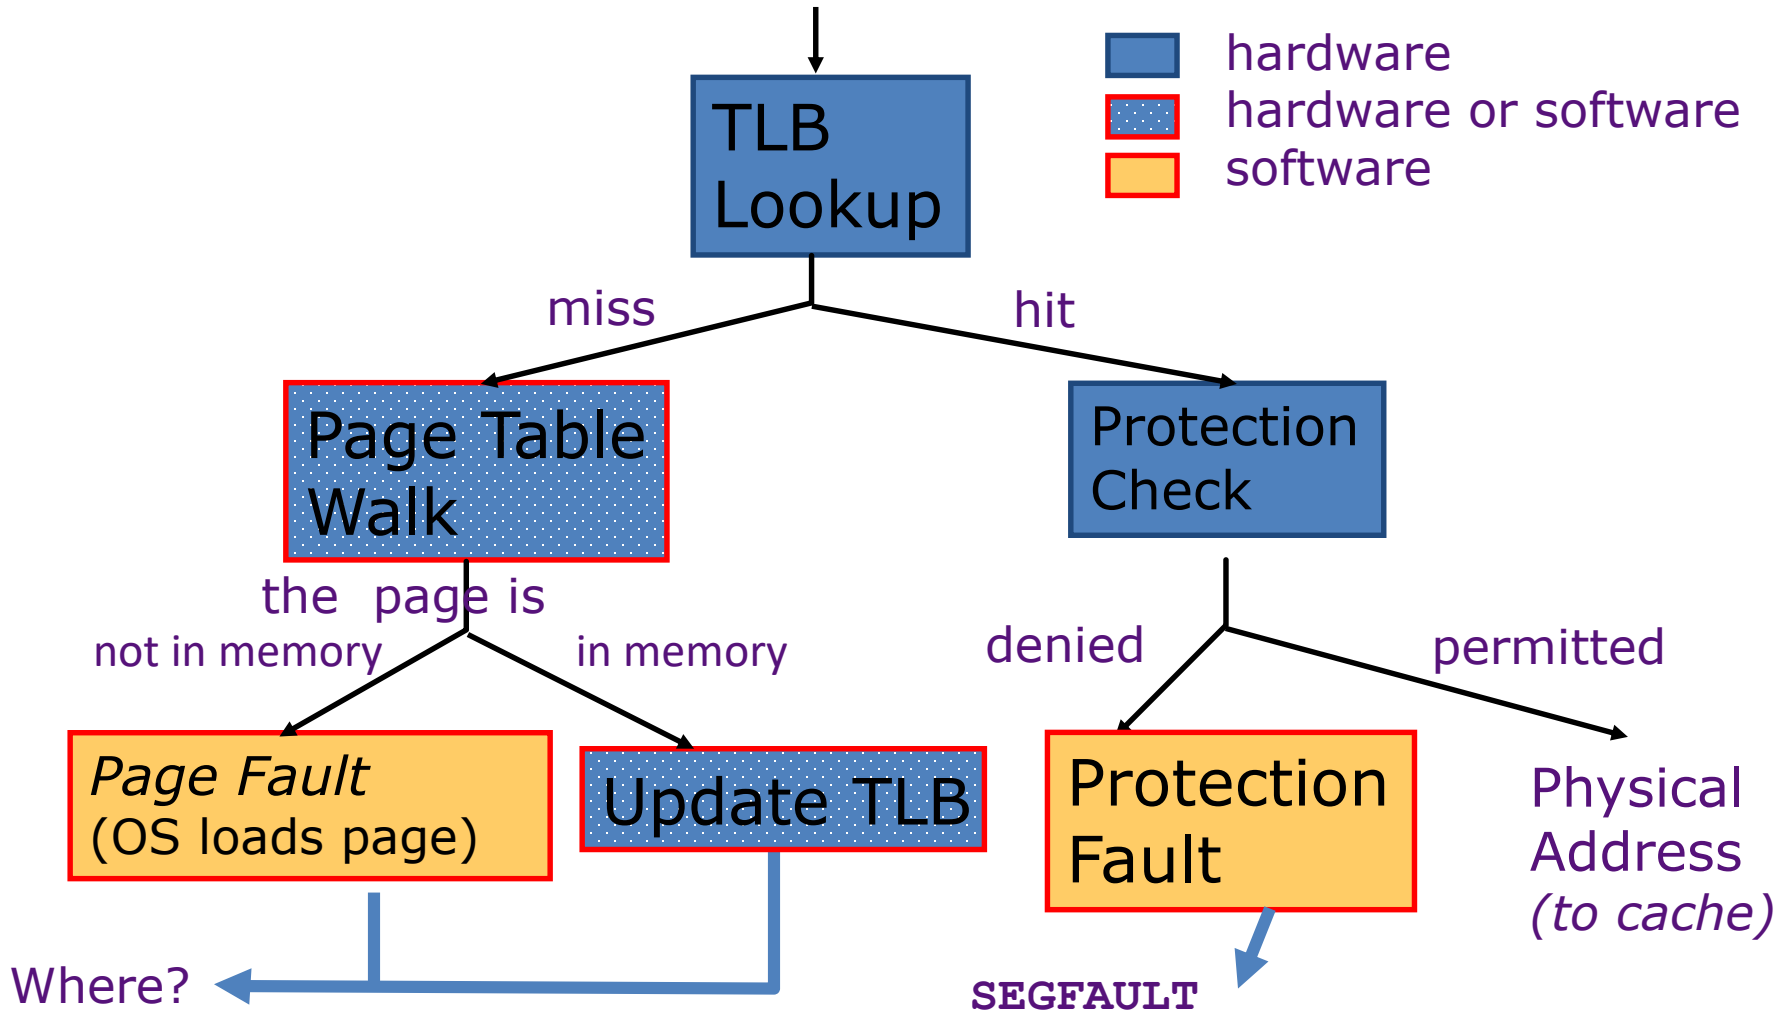 hardware
hardware or software
software
TLB
Lookup
miss
hit
Page Table
Walk
Protection
Check
the page is
not in memory
in memory
denied
permitted
Page Fault
(OS loads page)
Update TLB
Protection
Fault
Physical
Address
(to cache)
Where?
SEGFAULT